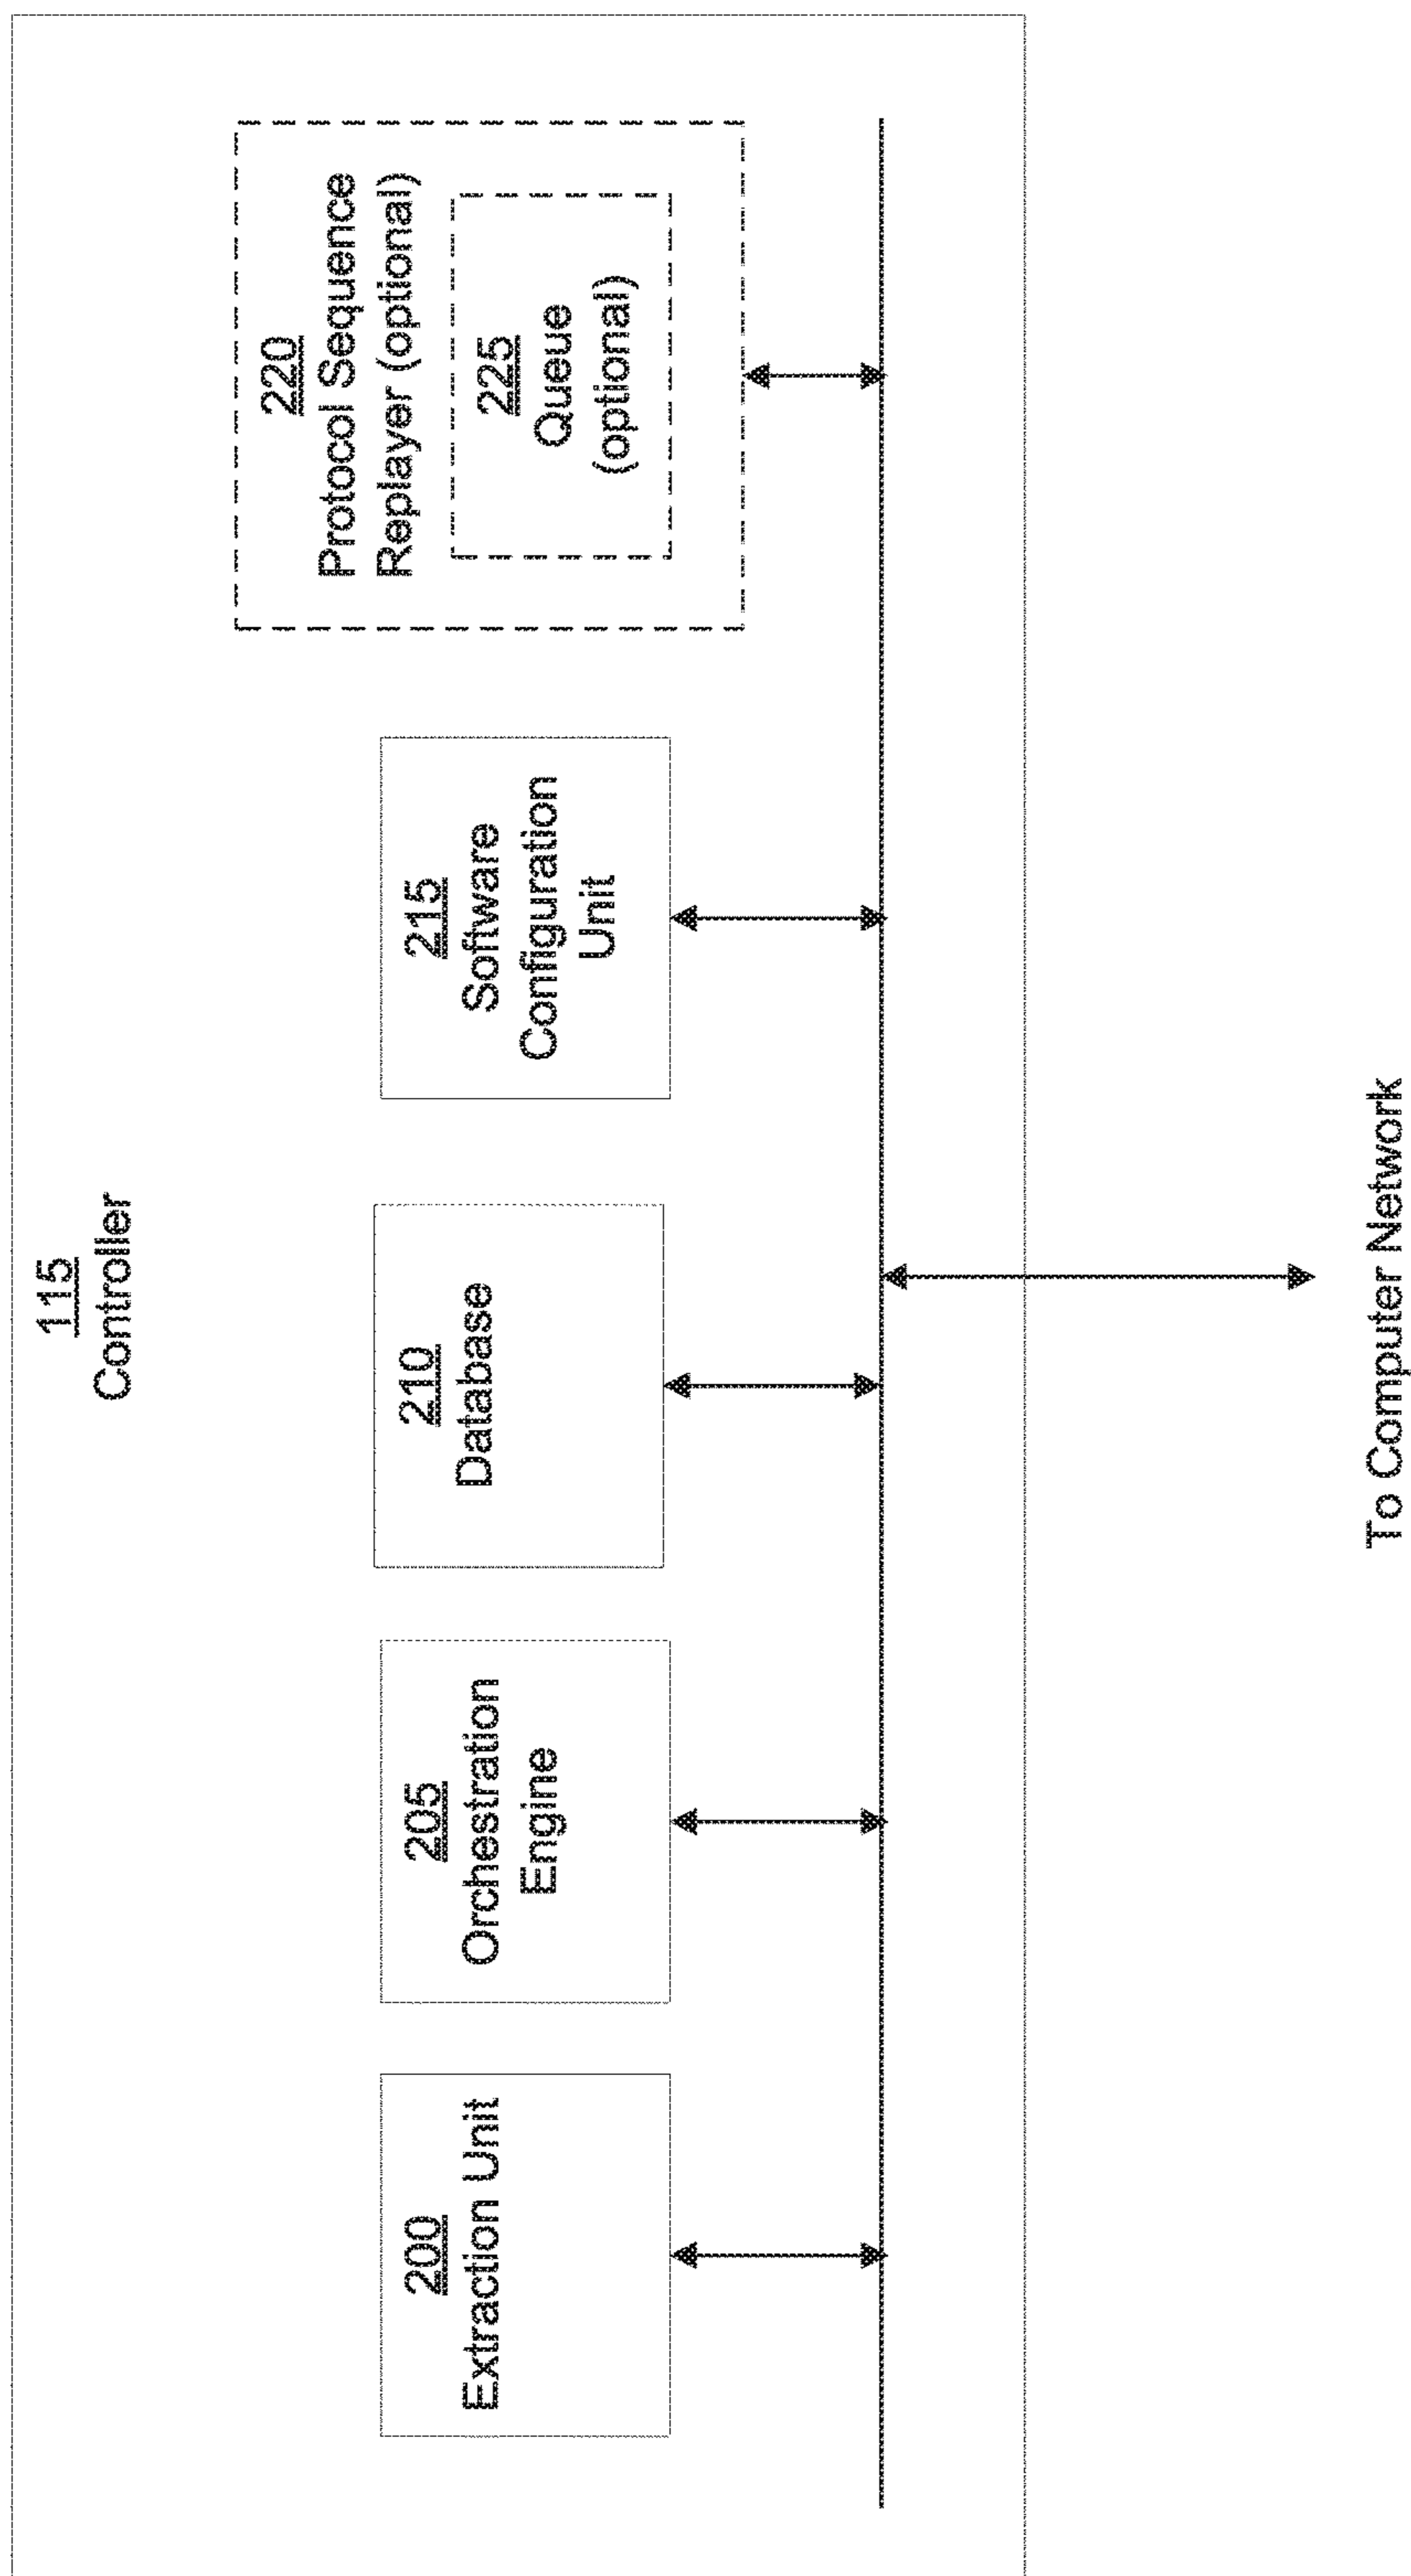 115
Controller
200
Extraction Unit
205
Orchestration
Engine
210
Database
215
Software
Configuration
Unit
220
Protocol Sequence
Replayer (optional)
225
Queue
(optional)
To Computer Network